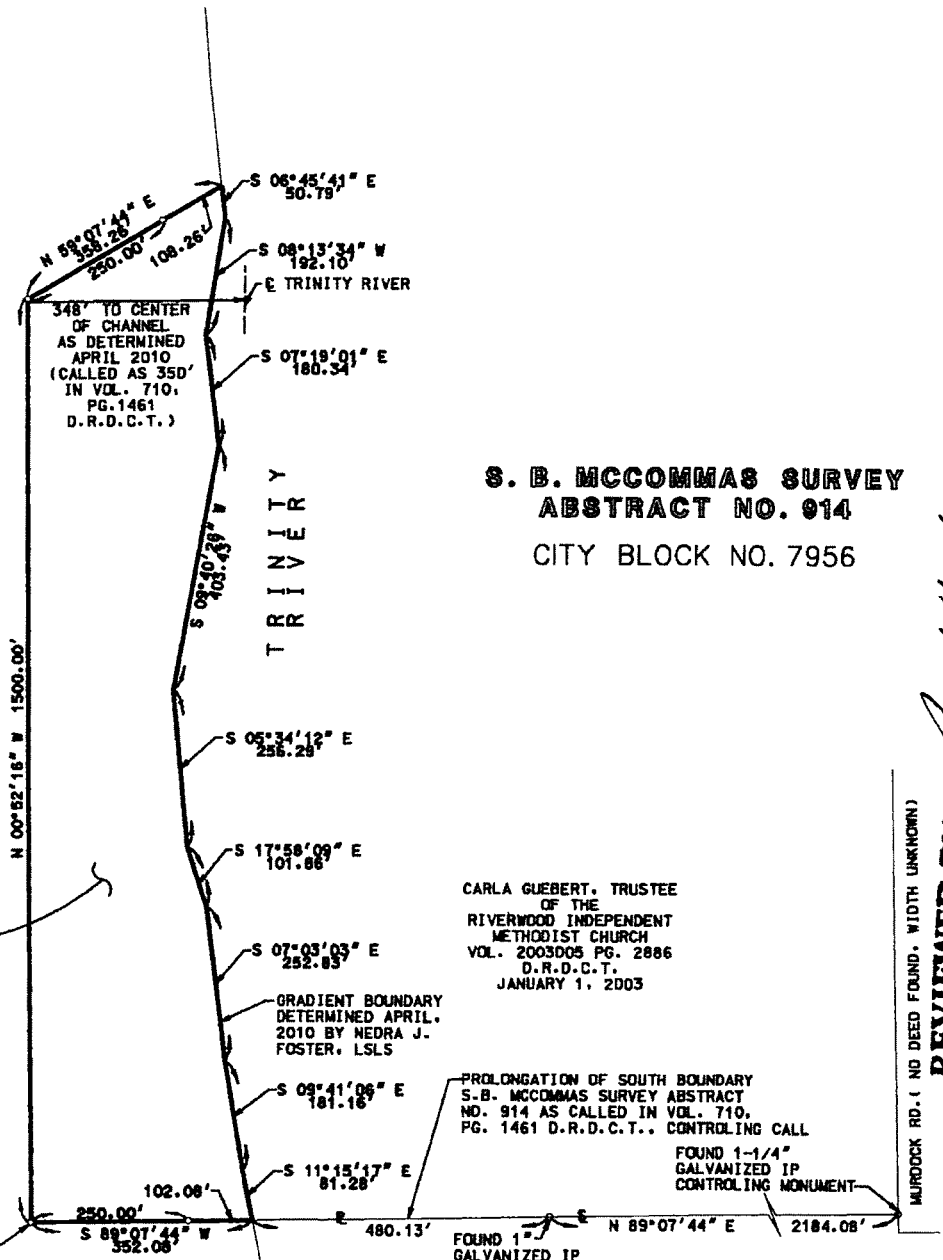 S 06°45'41" E
50.79'
N 59°07'44" E
358.26'
250.00'
108.26'
S 08°13'34" W
192.10'
℄ TRINITY RIVER
348' TO CENTER
OF CHANNEL
AS DETERMINED
APRIL 2010
(CALLED AS 350'
IN VOL. 710,
PG.1461
D.R.D.C.T.)
S 07°19'01" E
180.34'
TRINITY
RIVER
S. B. MCCOMMAS SURVEY
ABSTRACT NO. 914
CITY BLOCK NO. 7956
S 09°40'26" W
403.43'
N 00°52'16" W 1500.00'
S 05°34'12" E
256.29'
S 17°58'09" E
101.86'
CARLA GUEBERT, TRUSTEE
OF THE
RIVERWOOD INDEPENDENT
METHODIST CHURCH
VOL. 2003005 PG. 2886
D.R.D.C.T.
JANUARY 1, 2003
S 07°03'03" E
252.83'
GRADIENT BOUNDARY
DETERMINED APRIL,
2010 BY NEDRA J.
FOSTER, LSLS
MURDOCK RD.( NO DEED FOUND, WIDTH UNKNOWN)
S 09°41'06" E
181.16'
PROLONGATION OF SOUTH BOUNDARY
S.B. MCCOMMAS SURVEY ABSTRACT
NO. 914 AS CALLED IN VOL. 710,
PG. 1461 D.R.D.C.T., CONTROLING CALL
FOUND 1-1/4"
GALVANIZED IP
CONTROLING MONUMENT
S 11°15'17" E
81.28'
102.08'
250.00'
S 89°07'44" W
352.08'
℄
480.13'
℄
N 89°07'44" E
2184.08'
FOUND 1"
GALVANIZED IP